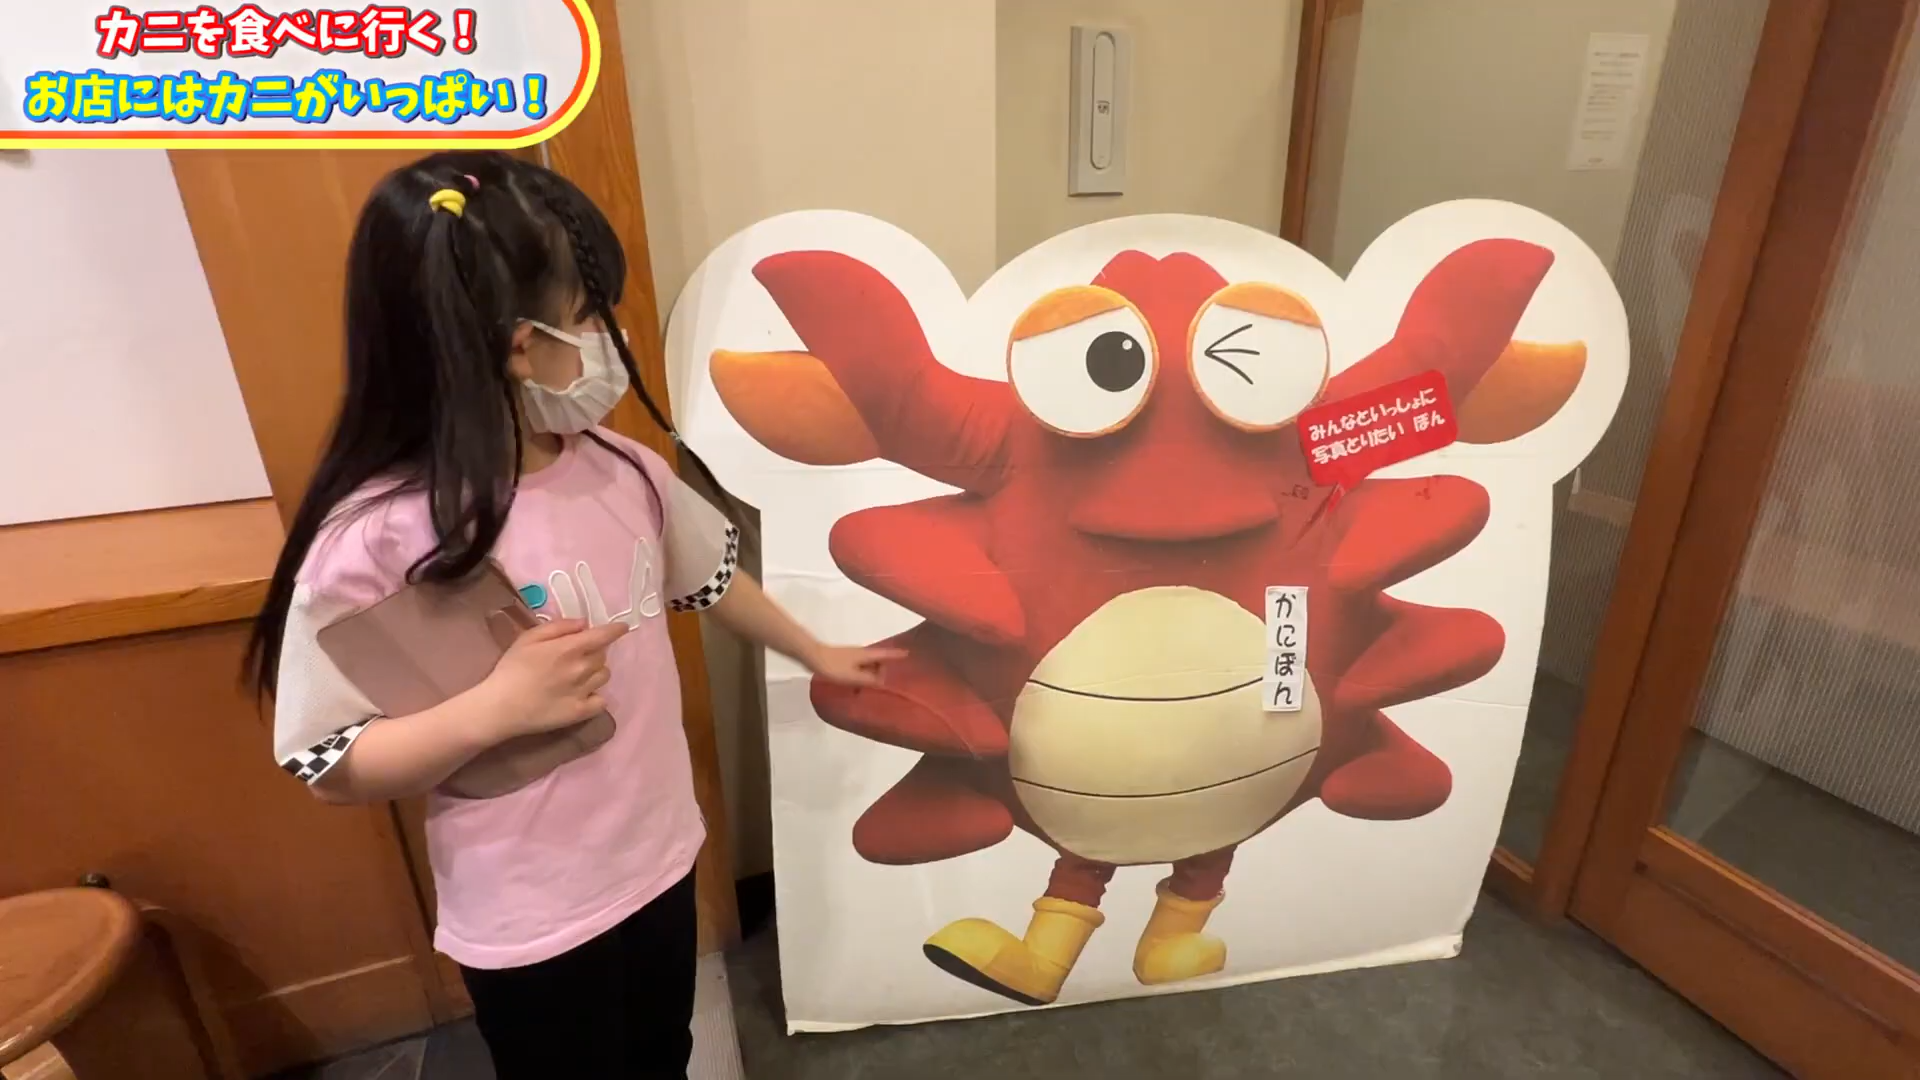 カニを食べに行く！
お店にはカニがいっぱい！
みんなといっしょに
写真とりたい ぽん
かにぽん